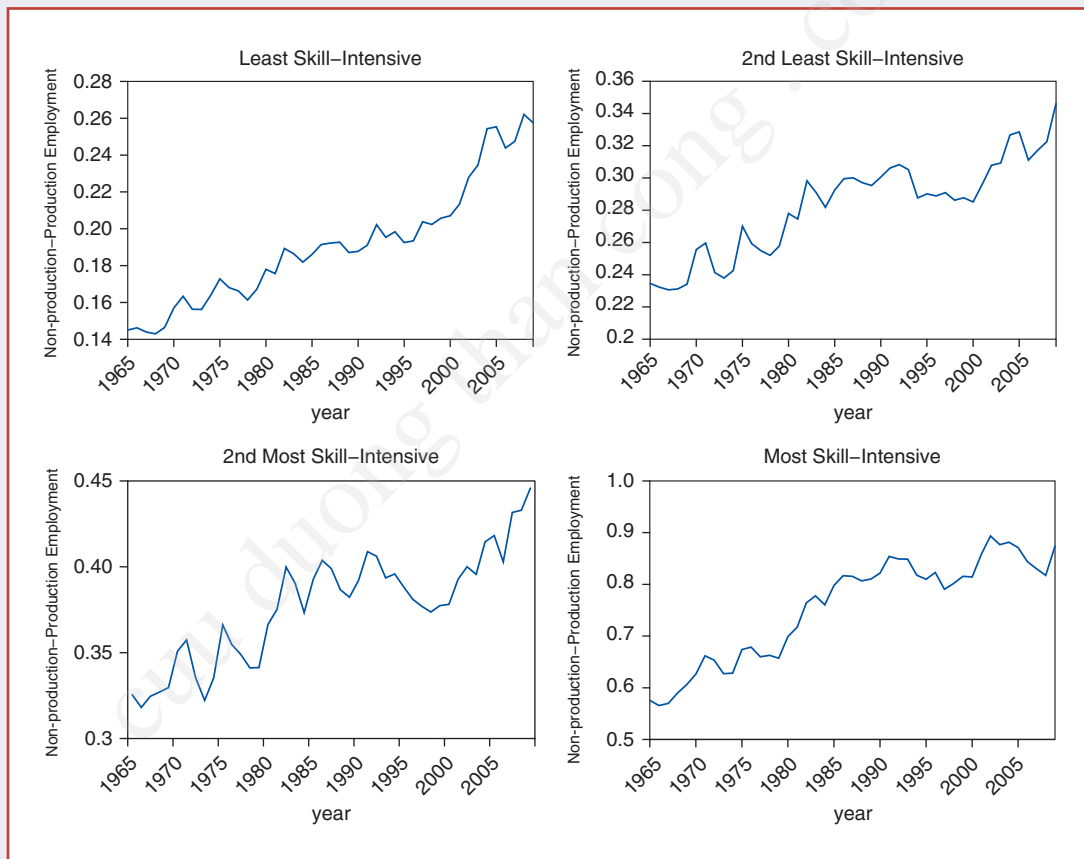 Least Skill–Intensive
Non-production–Production Employment
0.28
0.26
0.24
0.22
0.20
0.18
0.16
0.14
1965 1970 1975 1980 1985 1990 1995 2000 2005
year
2nd Least Skill–Intensive
Non-production–Production Employment
0.36
0.34
0.32
0.30
0.28
0.26
0.24
0.22
0.2
1965 1970 1975 1980 1985 1990 1995 2000 2005
year
2nd Most Skill–Intensive
Non-production–Production Employment
0.45
0.40
0.35
0.3
1965 1970 1975 1980 1985 1990 1995 2000 2005
year
Most Skill–Intensive
Non-production–Production Employment
1.0
0.9
0.8
0.7
0.6
0.5
1965 1970 1975 1980 1985 1990 1995 2000 2005
year
cuu duong than cong . co